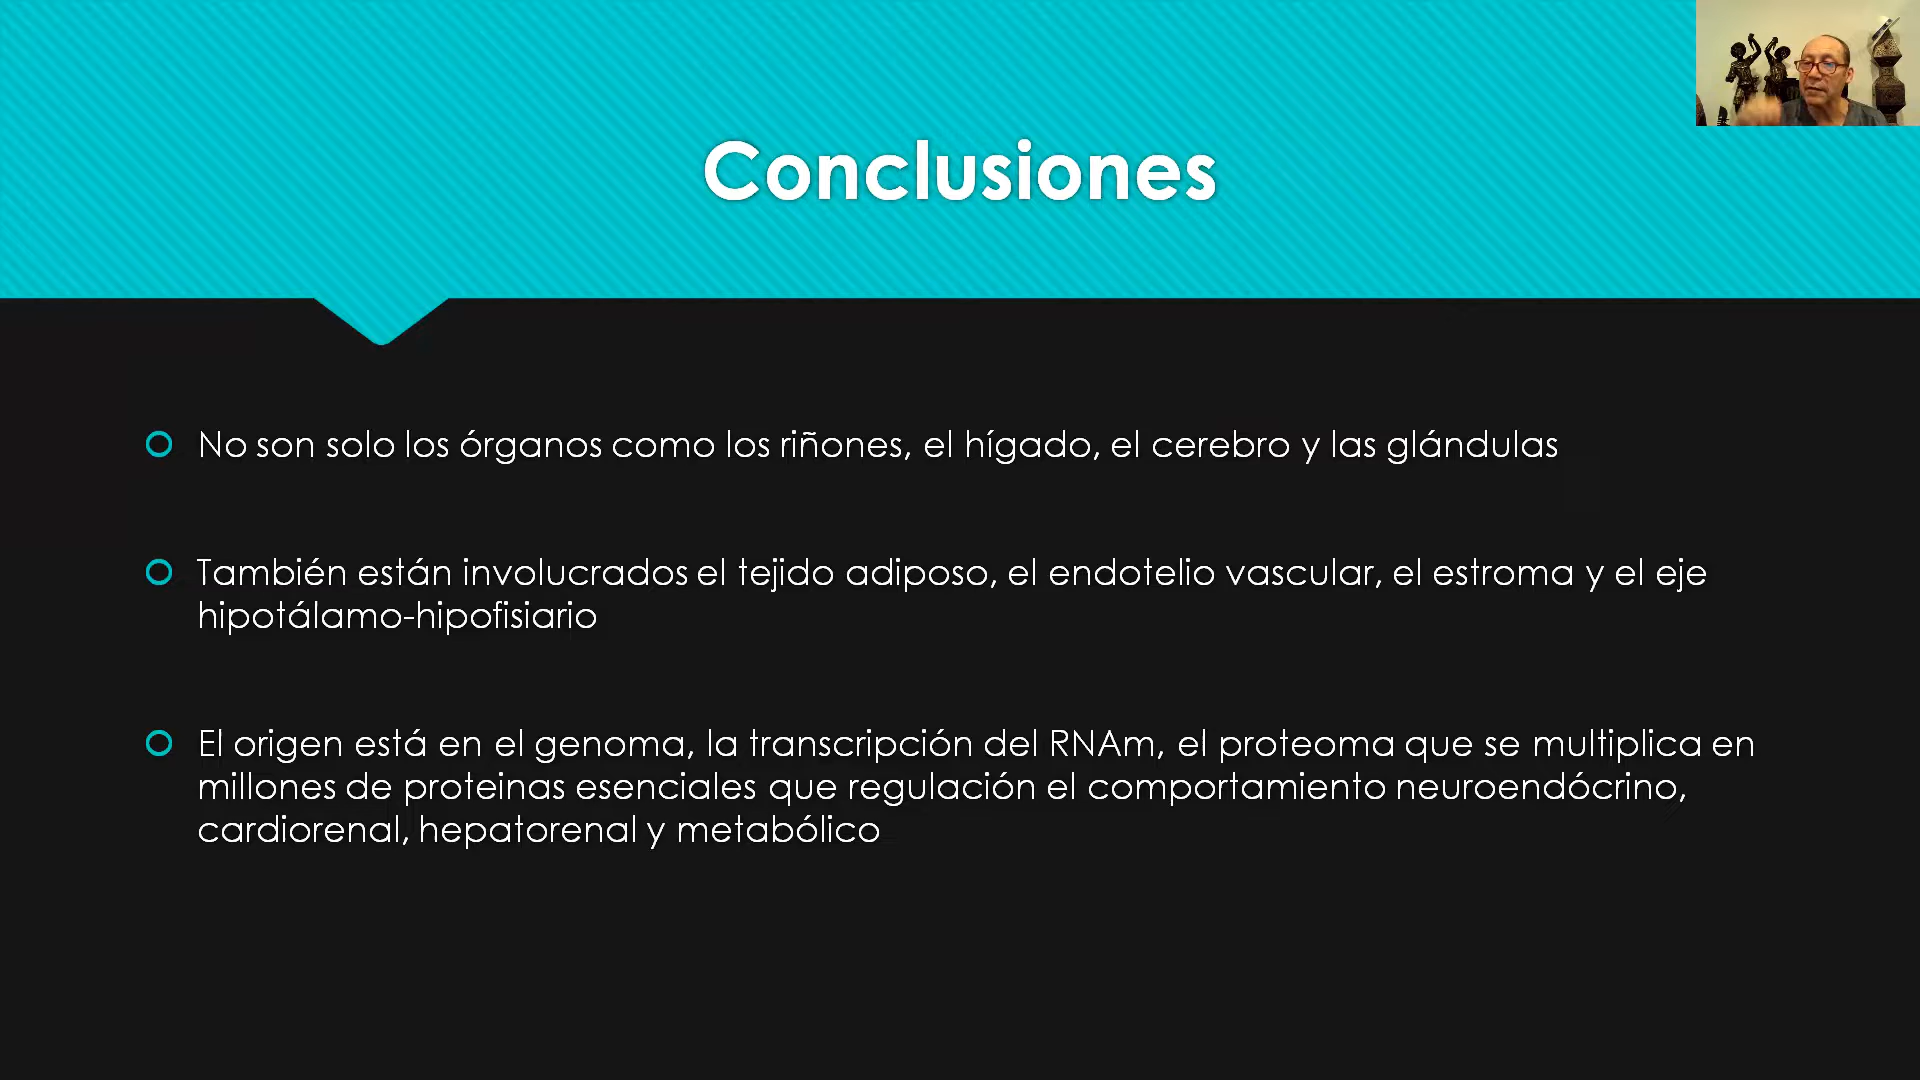 Conclusiones
No son solo los órganos como los riñones, el hígado, el cerebro y las glándulas
También están involucrados el tejido adiposo, el endotelio vascular, el estroma y el eje
hipotálamo-hipofisiario
El origen está en el genoma, la transcripción del RNAm, el proteoma que se multiplica en
millones de proteinas esenciales que regulación el comportamiento neuroendócrino,
cardiorenal, hepatorenal y metabólico